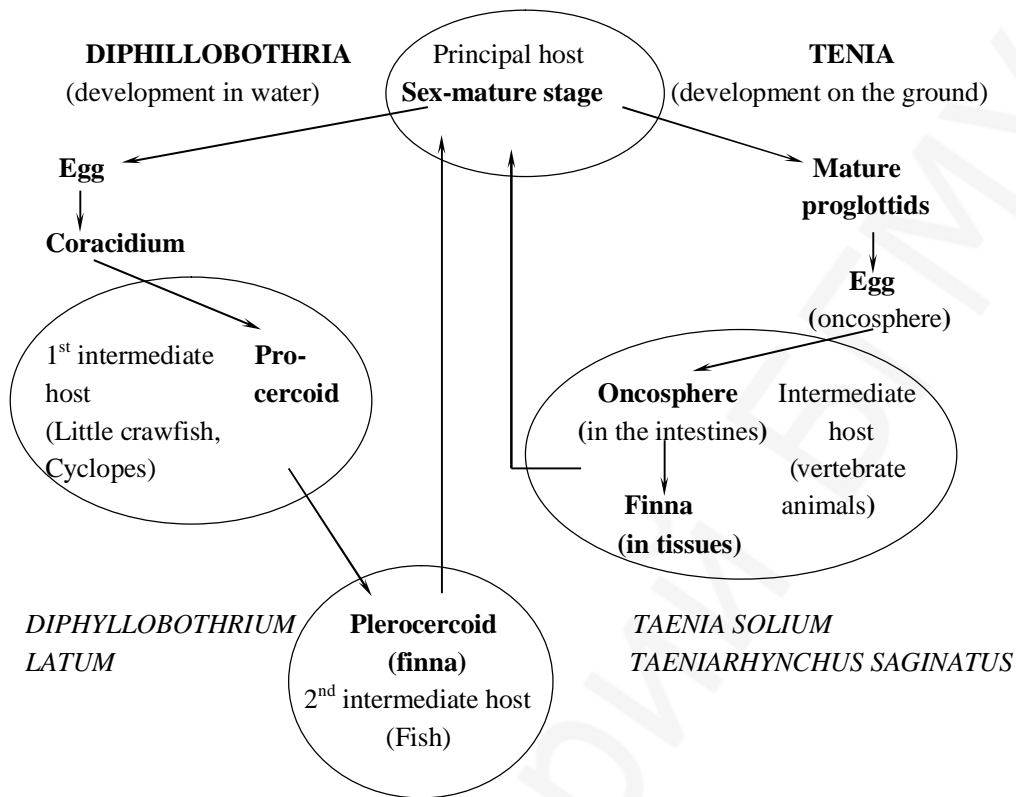 DIPHILLOBOTHRIA
(development in water)
Principal host
Sex-mature stage
TENIA
(development on the ground)
Egg
Coracidium
1st intermediate
host
(Little crawfish,
Cyclopes)
Pro-
cercoid
Plerocercoid
(finna)
2nd intermediate host
(Fish)
DIPHYLLOBOTHRIUM
LATUM
Mature
proglottids
Egg
(oncosphere)
Oncosphere
(in the intestines)
Finna
(in tissues)
Intermediate
host
(vertebrate
animals)
TAENIA SOLIUM
TAENIARHYNCHUS SAGINATUS
рий БГМУ